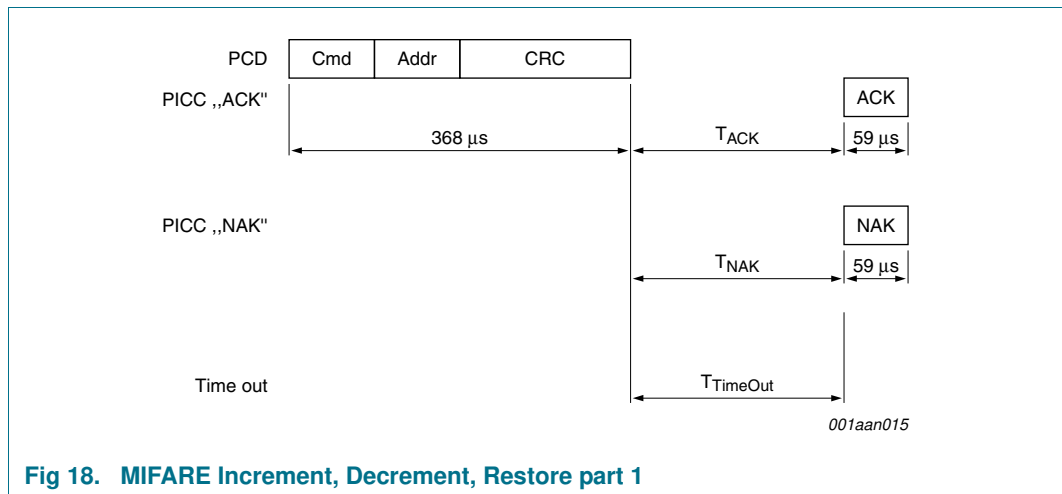 PCD Cmd Addr CRC
PICC ,,ACK" ACK
368 µs TACK 59 µs
PICC ,,NAK" NAK
TNAK 59 µs
Time out TTimeOut
001aan015
Fig 18. MIFARE Increment, Decrement, Restore part 1